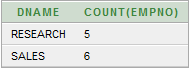 DNAME COUNT(EMPNO)
RESEARCH 5
SALES 6